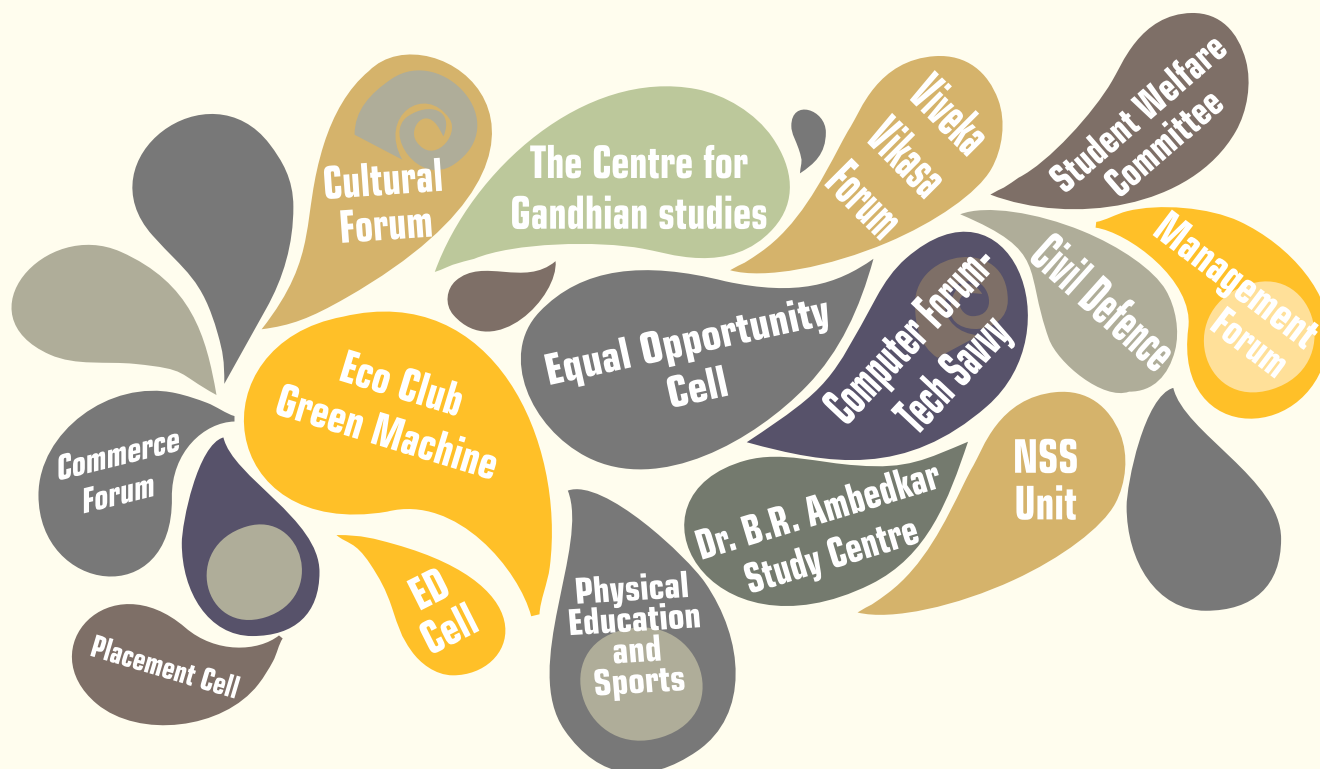 Cultural
Forum
The Centre for
Gandhian studies
Viveka
Vikasa
Forum
Student Welfare
Committee
Management
Forum
Civil Defence
Computer Forum-
Tech Savvy
Equal Opportunity
Cell
Eco Club
Green Machine
Commerce
Forum
NSS
Unit
Dr. B.R. Ambedkar
Study Centre
Physical
Education
and
Sports
ED
Cell
Placement Cell